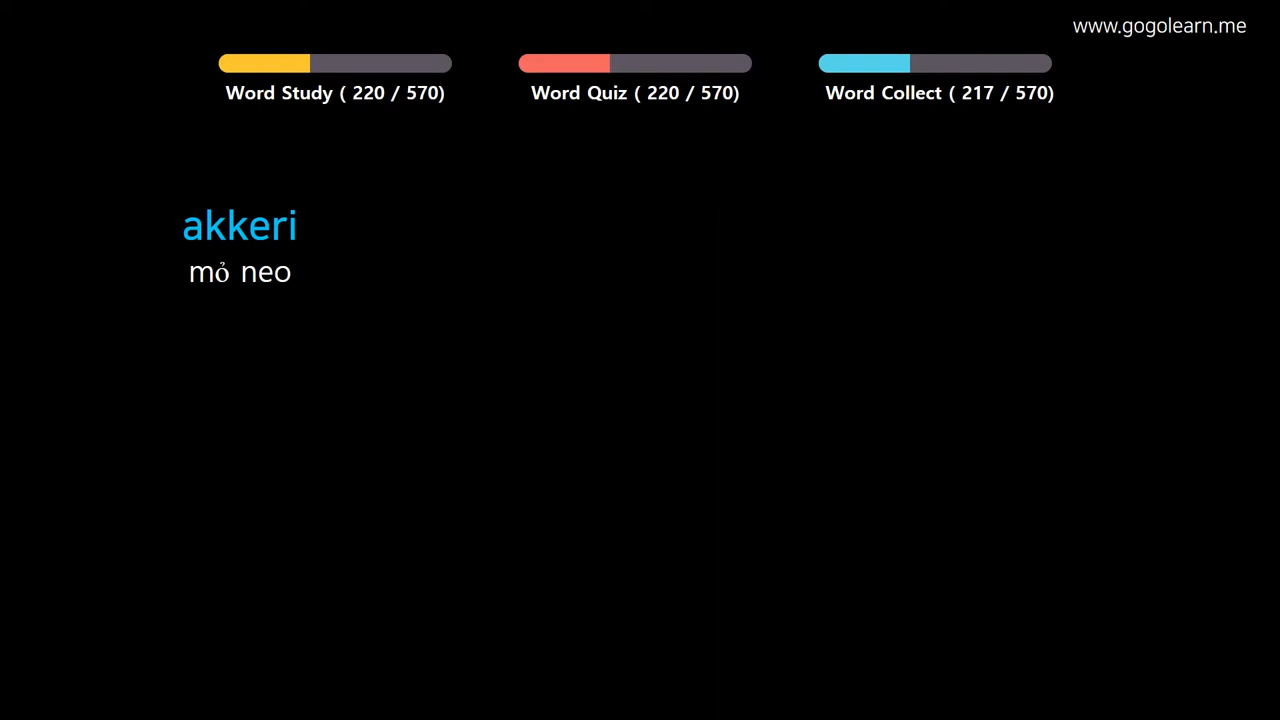 www.gogolearn.me
Word Study ( 220 / 570)
Word Quiz ( 220 / 570)
Word Collect ( 217 / 570)
akkeri
mỏ neo